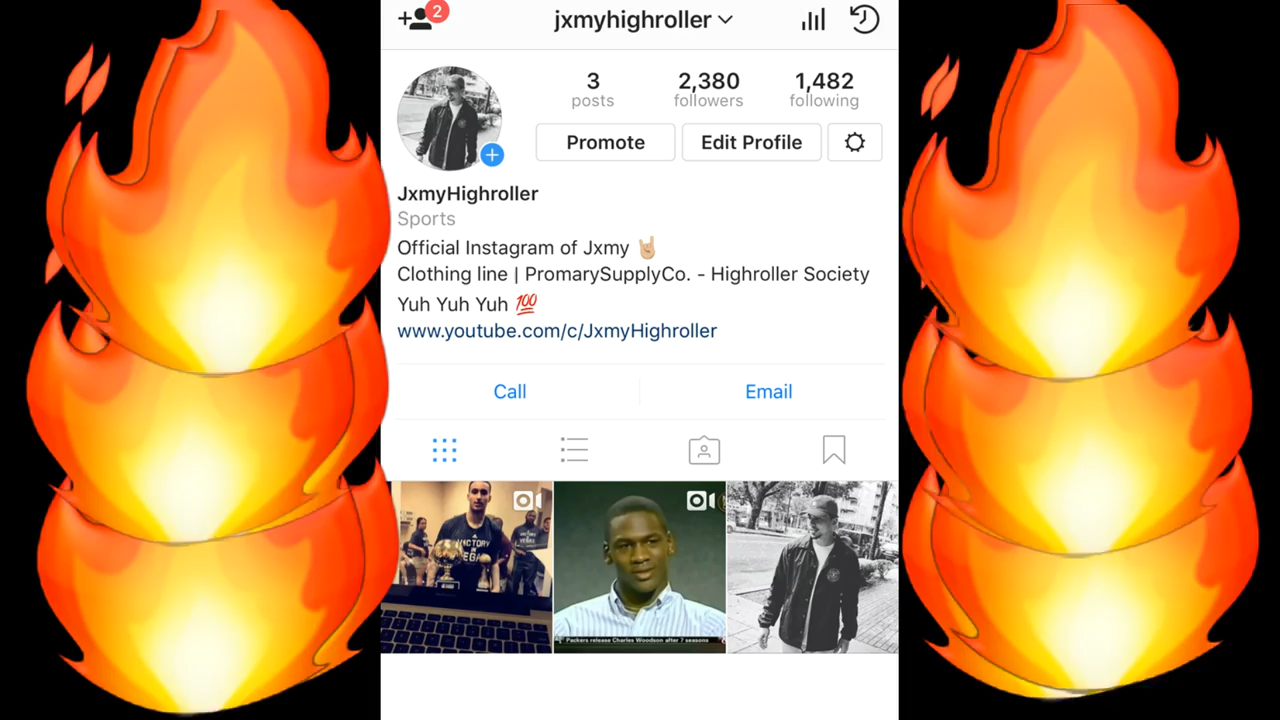 2
jxmyhighroller
3 2,380 1,482
posts followers following
Promote Edit Profile
JxmyHighroller
Sports
Official Instagram of Jxmy 🤘🏼
Clothing line | PromarySupplyCo. - Highroller Society
Yuh Yuh Yuh 💯
www.youtube.com/c/JxmyHighroller
Call Email
VICTORY
VEGA
Packers release Charles Woodson after 7 seasons